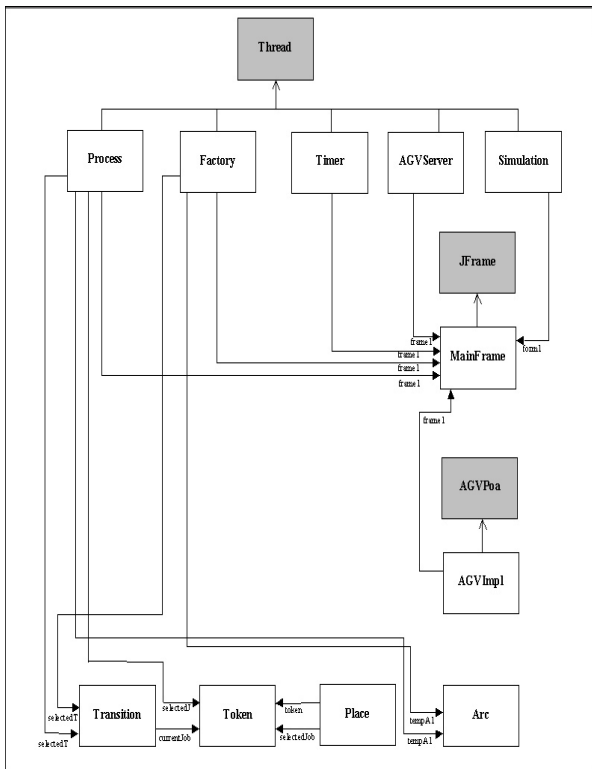 Thread
Process
Factory
Timer
AGVServer
Simulation
JFrame
frame1
form1
frame1
MainFrame
frame1
frame1
frame1
AGVPoa
AGVImpl
selectedT
selectedJ
token
Transition
Token
Place
Arc
tempA1
selectedT
currentJob
selectedJob
tempA1